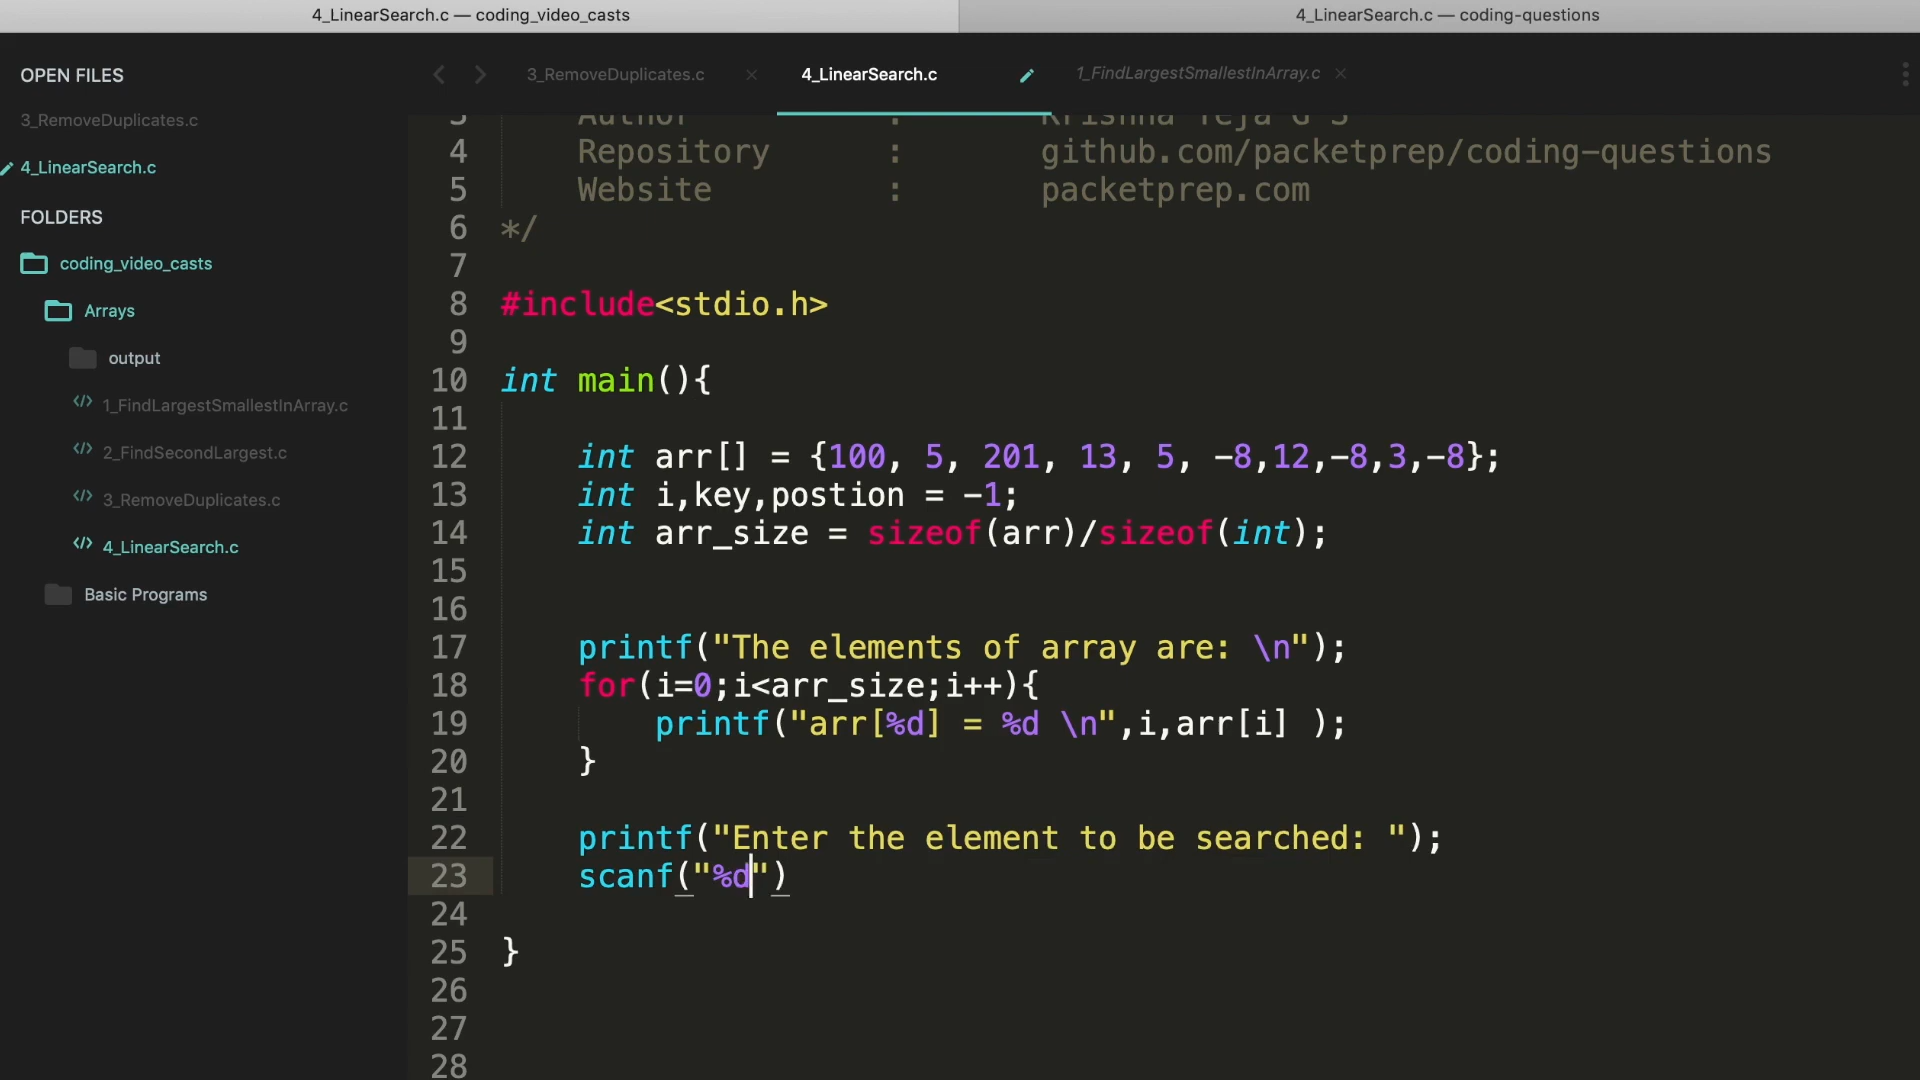 4_LinearSearch.c — coding_video_casts
4_LinearSearch.c — coding-questions
OPEN FILES
3_RemoveDuplicates.c
4_LinearSearch.c
FOLDERS
coding_video_casts
Arrays
output
1_FindLargestSmallestInArray.c
2_FindSecondLargest.c
3_RemoveDuplicates.c
4_LinearSearch.c
Basic Programs
3_RemoveDuplicates.c
4_LinearSearch.c
1_FindLargestSmallestInArray.c
3 Author : Krishna Teja G S
4 Repository : github.com/packetprep/coding-questions
5 Website : packetprep.com
6 */
7
8 #include<stdio.h>
9
10 int main(){
11
12 int arr[] = {100, 5, 201, 13, 5, -8,12,-8,3,-8};
13 int i,key,postion = -1;
14 int arr_size = sizeof(arr)/sizeof(int);
15
16
17 printf("The elements of array are: \n");
18 for(i=0;i<arr_size;i++){
19 printf("arr[%d] = %d \n",i,arr[i] );
20 }
21
22 printf("Enter the element to be searched: ");
23 scanf("%d")
24
25 }
26
27
28